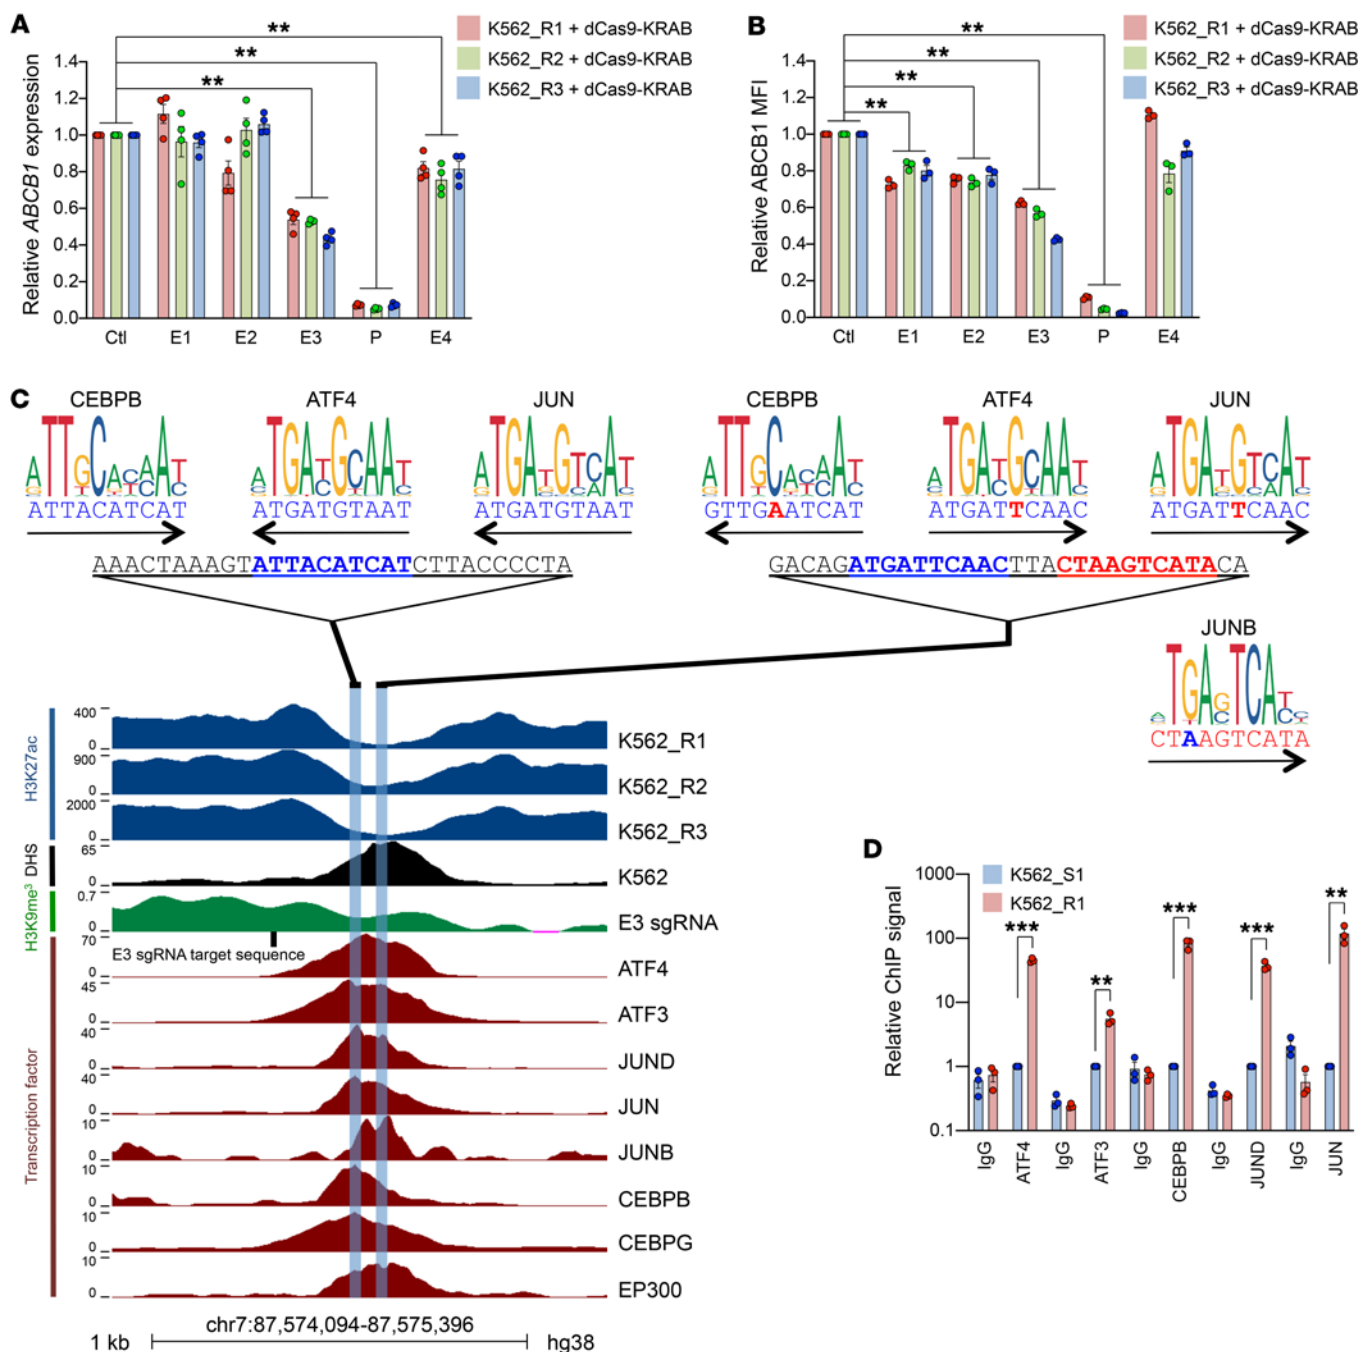 A
K562_R1 + dCas9-KRAB
K562_R2 + dCas9-KRAB
K562_R3 + dCas9-KRAB
**
**
**
Relative ABCB1 expression
1.4
1.2
1.0
0.8
0.6
0.4
0.2
0.0
Ctl E1 E2 E3 P E4
B
K562_R1 + dCas9-KRAB
K562_R2 + dCas9-KRAB
K562_R3 + dCas9-KRAB
**
**
**
**
Relative ABCB1 MFI
1.4
1.2
1.0
0.8
0.6
0.4
0.2
0.0
Ctl E1 E2 E3 P E4
C
CEBPB ATF4 JUN
ATTACATCAT ATGATGTAAT ATGATGTAAT
AAACTAAAGTATTACATCATCTTACCCCTA
CEBPB ATF4 JUN
GTTGAATCAT ATGATTCAAC ATGATTCAAC
GACAGATGATTCAACTTACTAAGTCATACA
JUNB
CTAAGTCATA
H3K27ac
400
0
K562_R1
900
0
K562_R2
2000
0
K562_R3
DHS
65
0
K562
H3K9me3
0.7
0
E3 sgRNA
E3 sgRNA target sequence
Transcription factor
70
0
ATF4
45
0
ATF3
40
0
JUND
40
0
JUN
10
0
JUNB
10
0
CEBPB
10
0
CEBPG
10
0
EP300
chr7:87,574,094-87,575,396
1 kb hg38
D
K562_S1
K562_R1
Relative ChIP signal
1000
100
10
1
0.1
***
**
***
***
**
IgG ATF4 IgG ATF3 IgG CEBPB IgG JUND IgG JUN